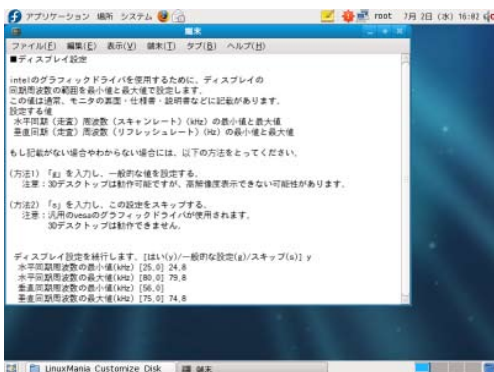 アプリケーション 場所 システム root 7月 2日 (水) 16:02
端末
ファイル(F) 編集(E) 表示(V) 端末(T) タブ(B) ヘルプ(H)
■ディスプレイ設定
intelのグラフィックドライバを使用するために、ディスプレイの
同期周波数の範囲を最小値と最大値で設定します。
この値は通常、モニタの裏面・仕様書・説明書などに記載があります。
設定する値
水平同期（走査）周波数（スキャンレート）(kHz) の最小値と最大値
垂直同期（走査）周波数（リフレッシュレート）(Hz) の最小値と最大値
もし記載がない場合やわからない場合には、以下の方法をとってください。
(方法1) 「g」を入力し、一般的な値を設定する。
注意：3Dデスクトップは動作可能ですが、高解像度表示できない可能性があります。
(方法2) 「s」を入力し、この設定をスキップする。
注意：汎用のvesaのグラフィックドライバが使用されます。
3Dデスクトップは動作できません。
ディスプレイ設定を続行します。[はい(y)/一般的な設定(g)/スキップ(s)] y
水平同期周波数の最小値(kHz) [25.0] 24.8
水平同期周波数の最大値(kHz) [80.0] 79.8
垂直同期周波数の最小値(kHz) [56.0]
垂直同期周波数の最大値(kHz) [75.0] 74.8
LinuxMania Customize Disk 端末